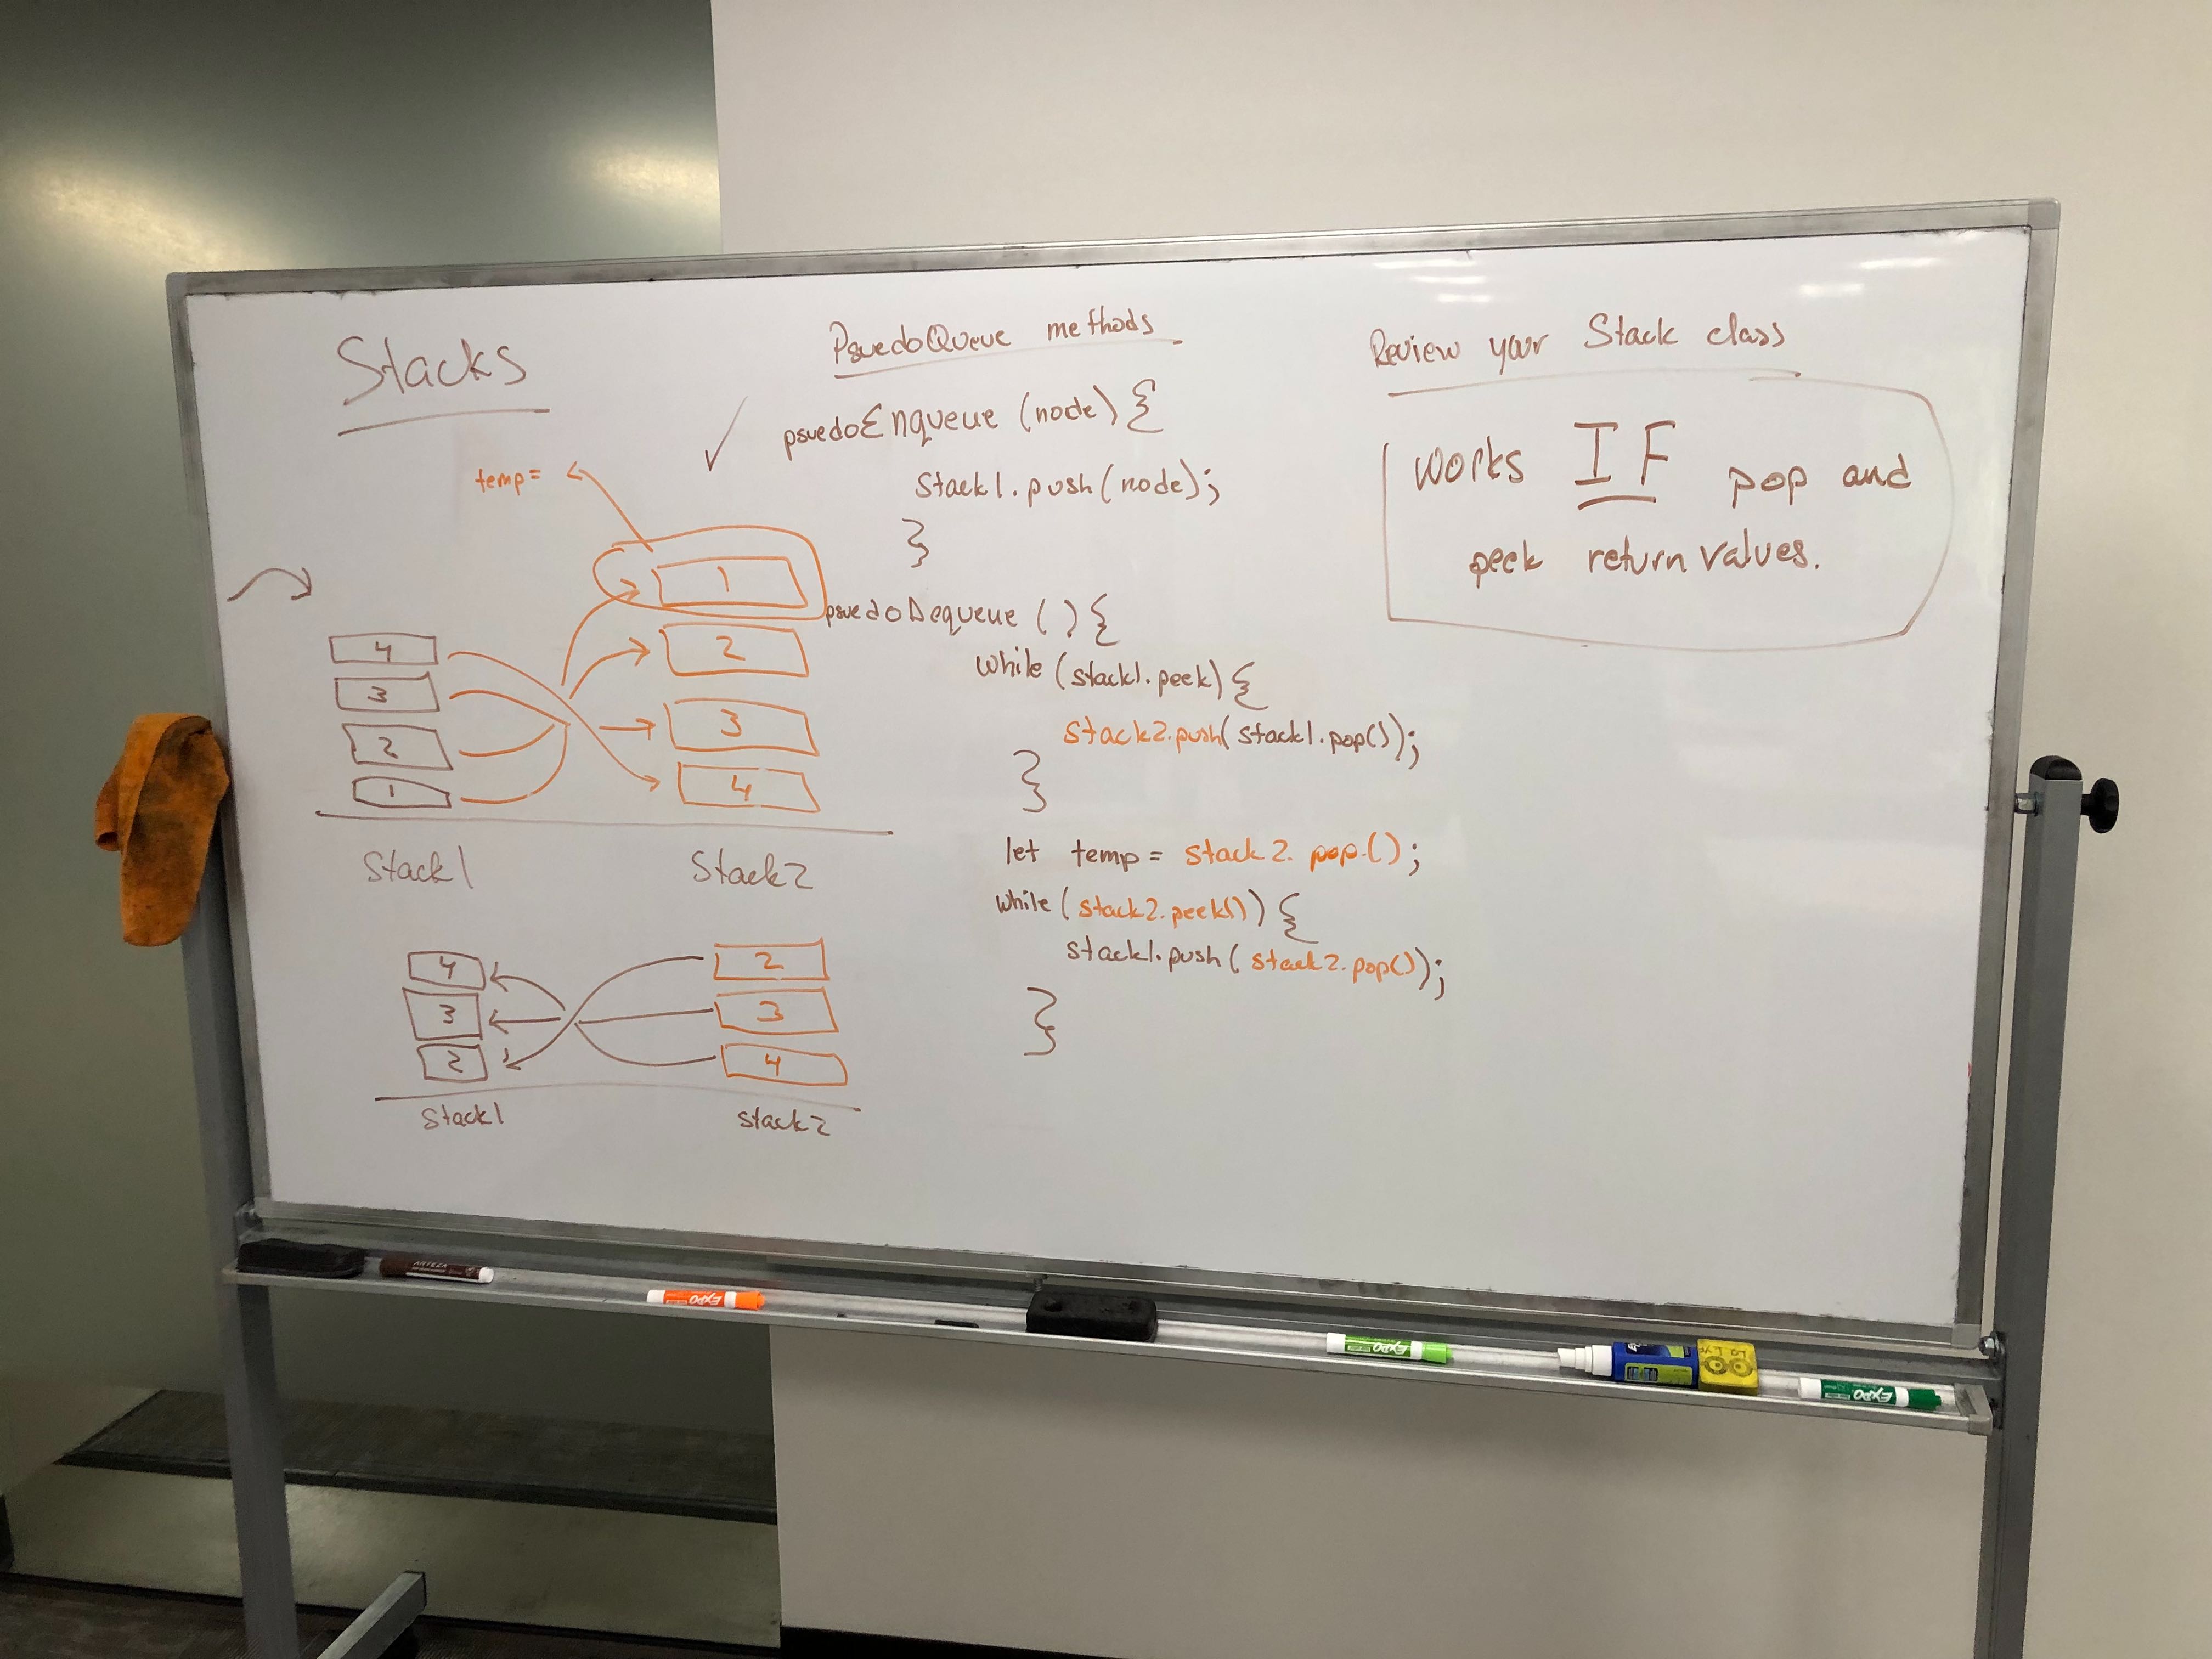 Stacks
temp=
1
2
3
4
4
3
2
1
Stack1
Stack2
4
3
2
2
3
4
Stack1
stack2
PsuedoQueue methods
psuedoEnqueue (node) {
Stack1.push(node);
}
psuedoDequeue () {
while (stack1.peek) {
Stack2.push(stack1.pop());
}
let temp = stack2.pop();
while (stack2.peek()) {
stack1.push(stack2.pop());
}
Review your Stack class
works IF pop and
peek return values.
ARTEZA
EXPO
EXPO
EXPO